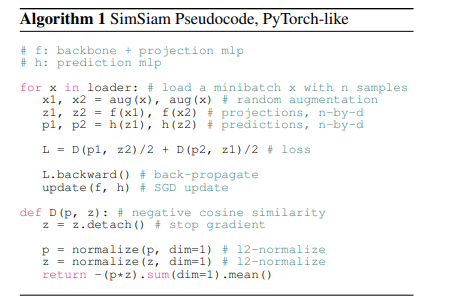 Algorithm 1 SimSiam Pseudocode, PyTorch-like
# f: backbone + projection mlp
# h: prediction mlp
for x in loader: # load a minibatch x with n samples
x1, x2 = aug(x), aug(x) # random augmentation
z1, z2 = f(x1), f(x2) # projections, n-by-d
p1, p2 = h(z1), h(z2) # predictions, n-by-d
L = D(p1, z2)/2 + D(p2, z1)/2 # loss
L.backward() # back-propagate
update(f, h) # SGD update
def D(p, z): # negative cosine similarity
z = z.detach() # stop gradient
p = normalize(p, dim=1) # l2-normalize
z = normalize(z, dim=1) # l2-normalize
return -(p*z).sum(dim=1).mean()